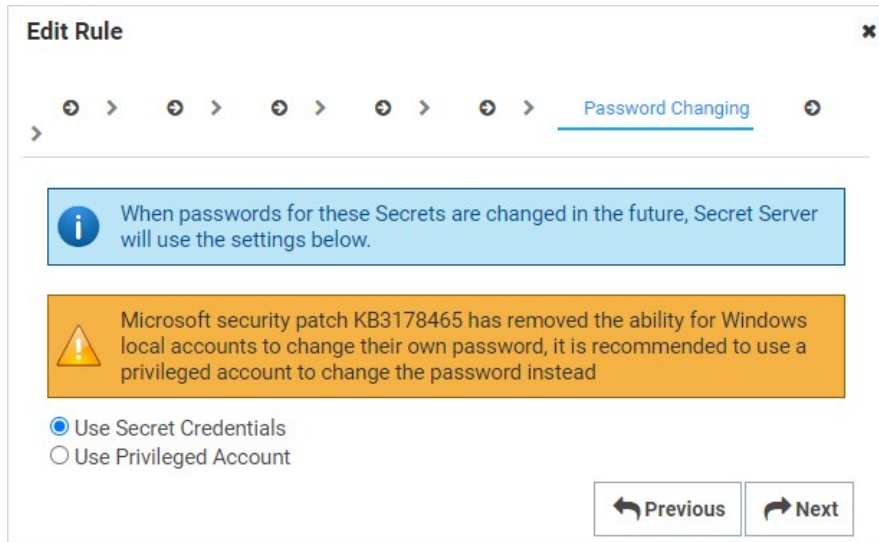 Edit Rule
Password Changing
When passwords for these Secrets are changed in the future, Secret Server
will use the settings below.
Microsoft security patch KB3178465 has removed the ability for Windows
local accounts to change their own password, it is recommended to use a
privileged account to change the password instead
Use Secret Credentials
Use Privileged Account
Previous
Next